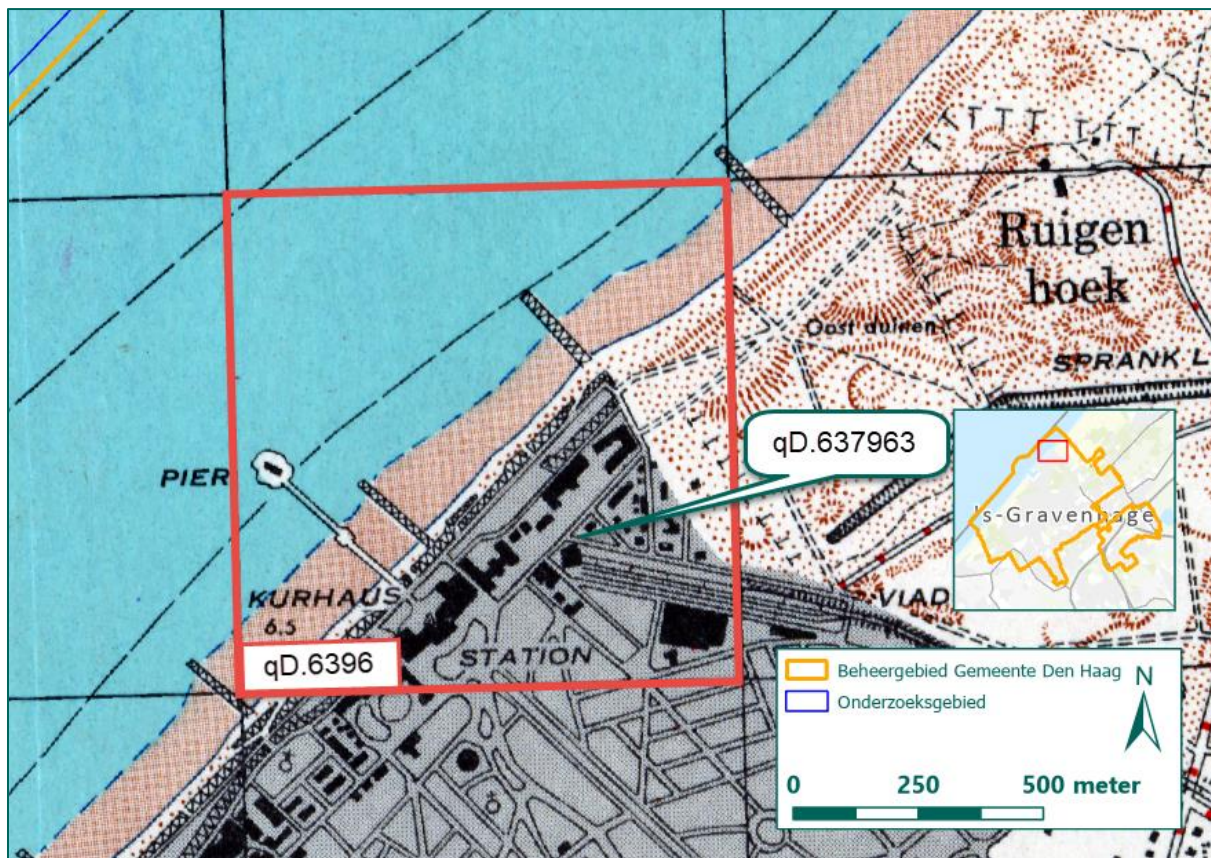 Ruigen
hoek
Oost duinen
SPRANK L
qD.637963
PIER
's-Gravenhage
KURHAUS
6.5
VIAD
qD.6396
STATION
Beheergebied Gemeente Den Haag
N
Onderzoeksgebied
0 250 500 meter